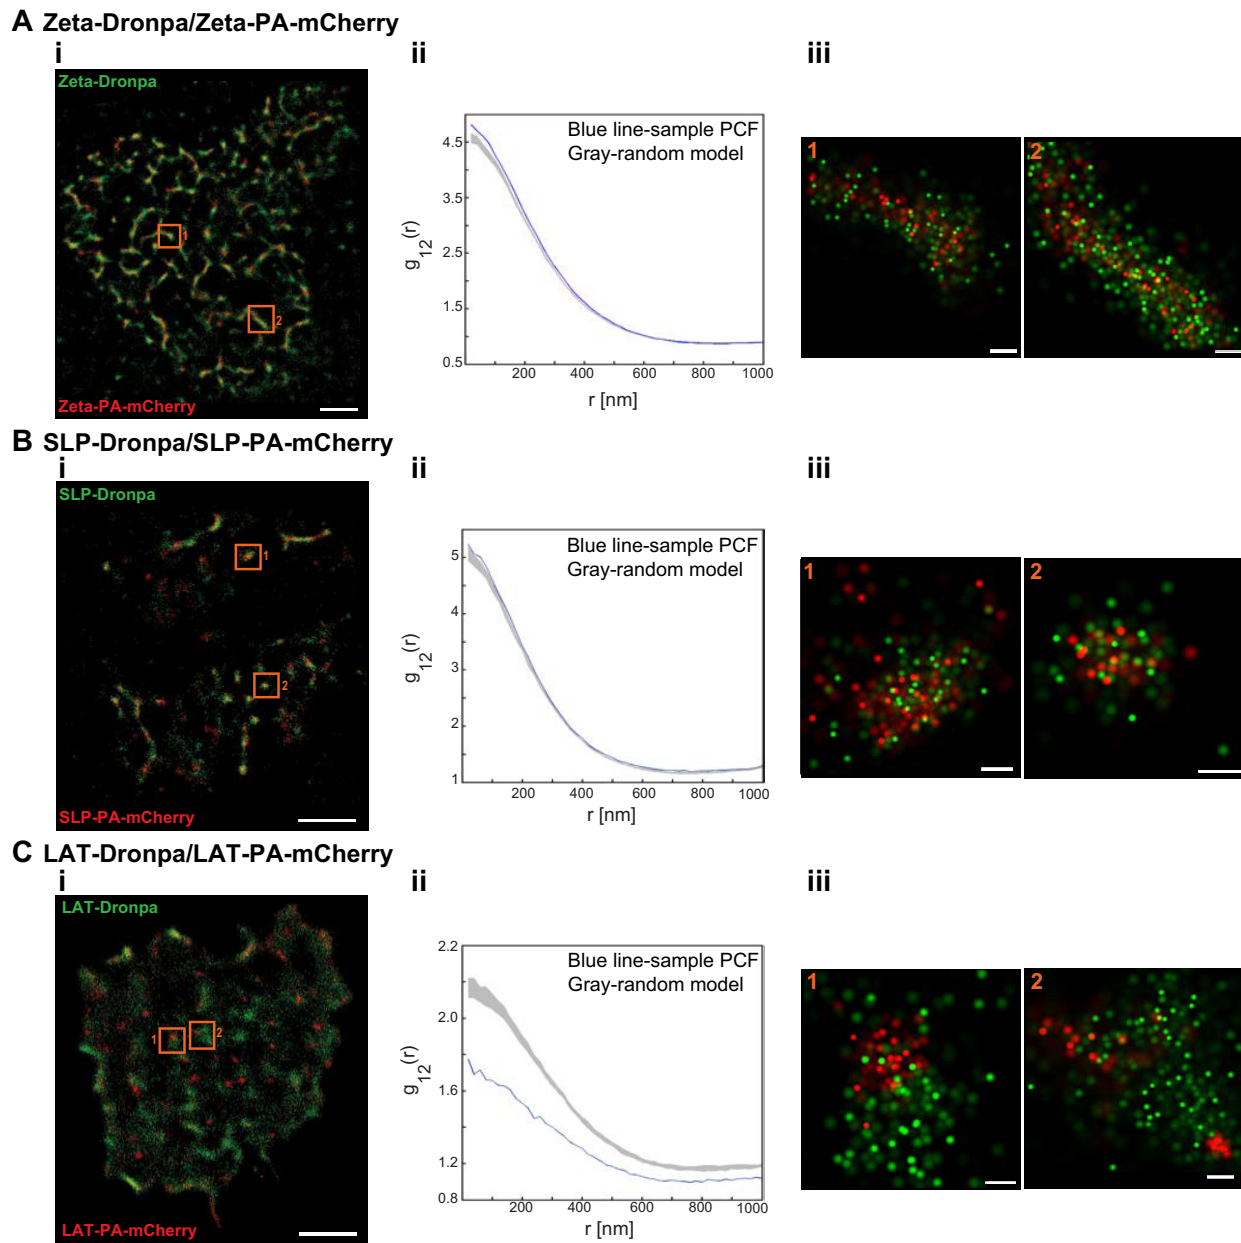 A Zeta-Dronpa/Zeta-PA-mCherry
i
ii
iii
Zeta-Dronpa
1
2
Zeta-PA-mCherry
Blue line-sample PCF
Gray-random model
4.5
3.5
2.5
1.5
0.5
g12(r)
200 400 600 800 1000
r [nm]
1
2
B SLP-Dronpa/SLP-PA-mCherry
i
ii
iii
SLP-Dronpa
1
2
SLP-PA-mCherry
Blue line-sample PCF
Gray-random model
5
4
3
2
1
g12(r)
200 400 600 800 1000
r [nm]
1
2
C LAT-Dronpa/LAT-PA-mCherry
i
ii
iii
LAT-Dronpa
1
2
LAT-PA-mCherry
Blue line-sample PCF
Gray-random model
2.2
2.0
1.6
1.2
0.8
g12(r)
200 400 600 800 1000
r [nm]
1
2